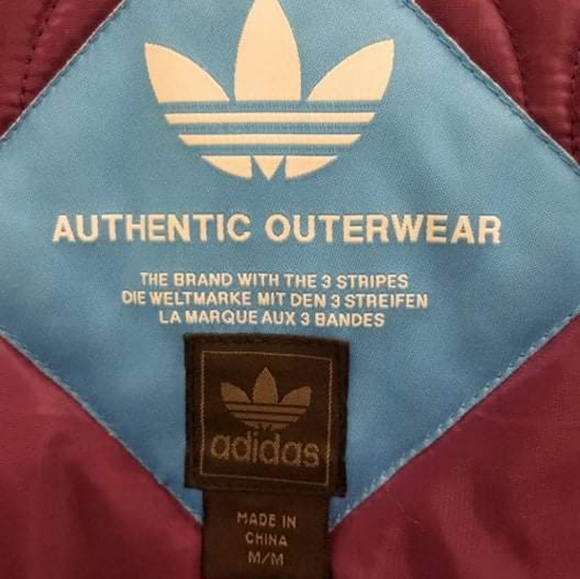 AUTHENTIC OUTERWEAR
THE BRAND WITH THE 3 STRIPES
DIE WELTMARKE MIT DEN 3 STREIFEN
LA MARQUE AUX 3 BANDES
adidas
MADE IN
CHINA
M/M